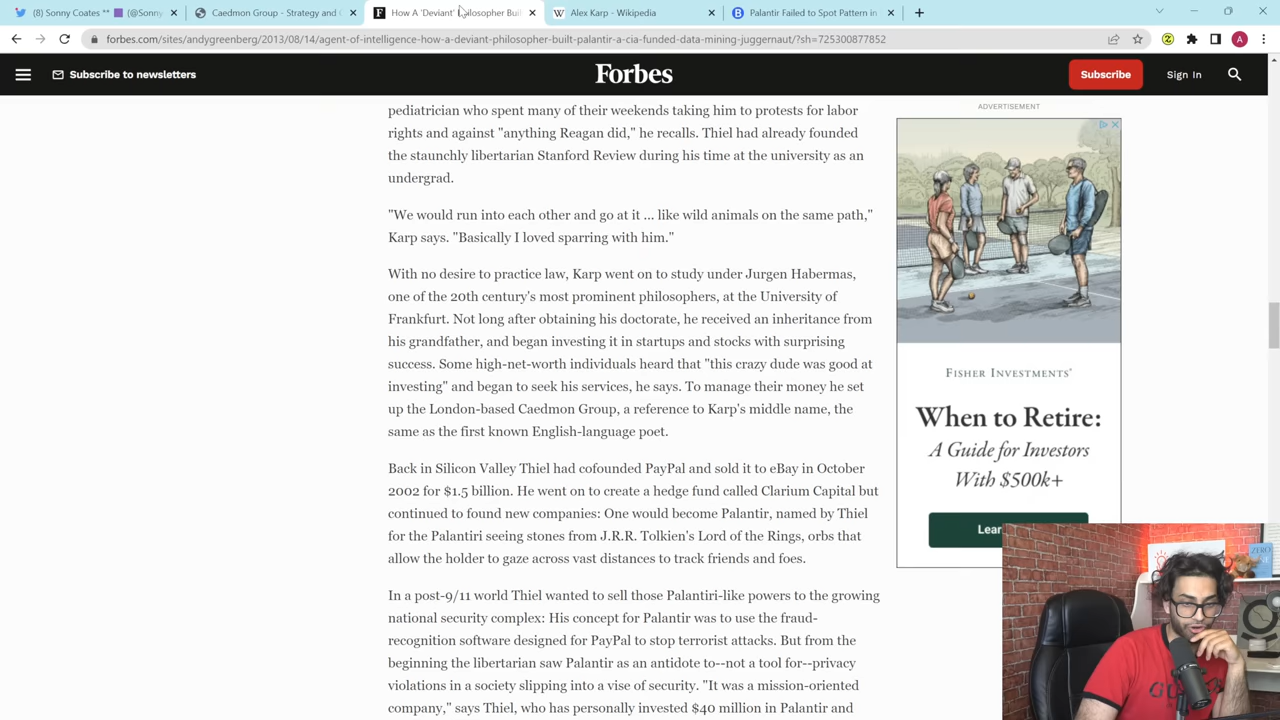 (5) Sonny Coates ** 🟪 (@Sonny
Caedmon Group - Strategy and
How A 'Deviant' Philosopher Buil
Alex Karp - Wikipedia
Palantir Failed to Spot Pattern in
forbes.com/sites/andygreenberg/2013/08/14/agent-of-intelligence-how-a-deviant-philosopher-built-palantir-a-cia-funded-data-mining-juggernaut/?sh=725300877852
A
Subscribe to newsletters
Forbes
Subscribe
Sign In
ADVERTISEMENT
pediatrician who spent many of their weekends taking him to protests for labor
rights and against "anything Reagan did," he recalls. Thiel had already founded
the staunchly libertarian Stanford Review during his time at the university as an
undergrad.
"We would run into each other and go at it ... like wild animals on the same path,"
Karp says. "Basically I loved sparring with him."
With no desire to practice law, Karp went on to study under Jurgen Habermas,
one of the 20th century's most prominent philosophers, at the University of
Frankfurt. Not long after obtaining his doctorate, he received an inheritance from
his grandfather, and began investing it in startups and stocks with surprising
success. Some high-net-worth individuals heard that "this crazy dude was good at
investing" and began to seek his services, he says. To manage their money he set
up the London-based Caedmon Group, a reference to Karp's middle name, the
same as the first known English-language poet.
Back in Silicon Valley Thiel had cofounded PayPal and sold it to eBay in October
2002 for $1.5 billion. He went on to create a hedge fund called Clarium Capital but
continued to found new companies: One would become Palantir, named by Thiel
for the Palantiri seeing stones from J.R.R. Tolkien's Lord of the Rings, orbs that
allow the holder to gaze across vast distances to track friends and foes.
In a post-9/11 world Thiel wanted to sell those Palantiri-like powers to the growing
national security complex: His concept for Palantir was to use the fraud-
recognition software designed for PayPal to stop terrorist attacks. But from the
beginning the libertarian saw Palantir as an antidote to--not a tool for--privacy
violations in a society slipping into a vise of security. "It was a mission-oriented
company," says Thiel, who has personally invested $40 million in Palantir and
FISHER INVESTMENTS
When to Retire:
A Guide for Investors
With $500k+
Lear
ZERO